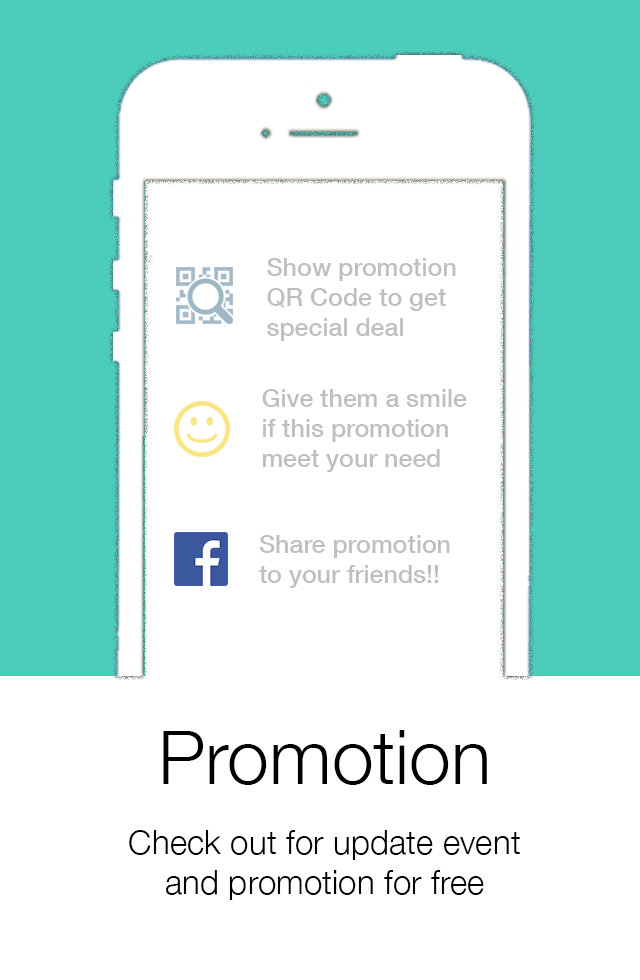 Show promotion
QR Code to get
special deal
Give them a smile
if this promotion
meet your need
Share promotion
to your friends!!
Promotion
Check out for update event
and promotion for free